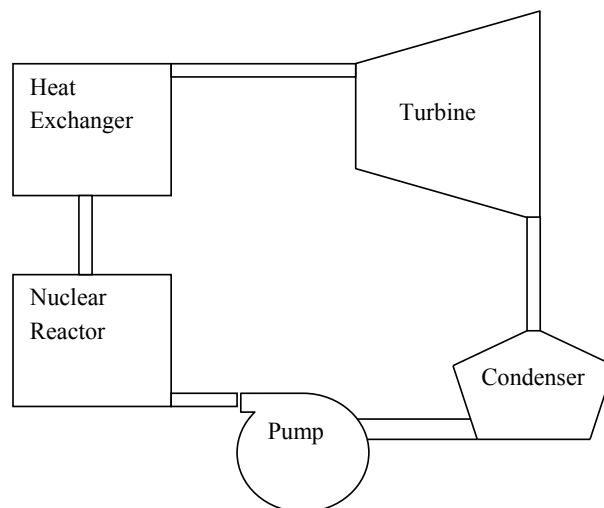 Heat
Exchanger
Turbine
Nuclear
Reactor
Condenser
Pump